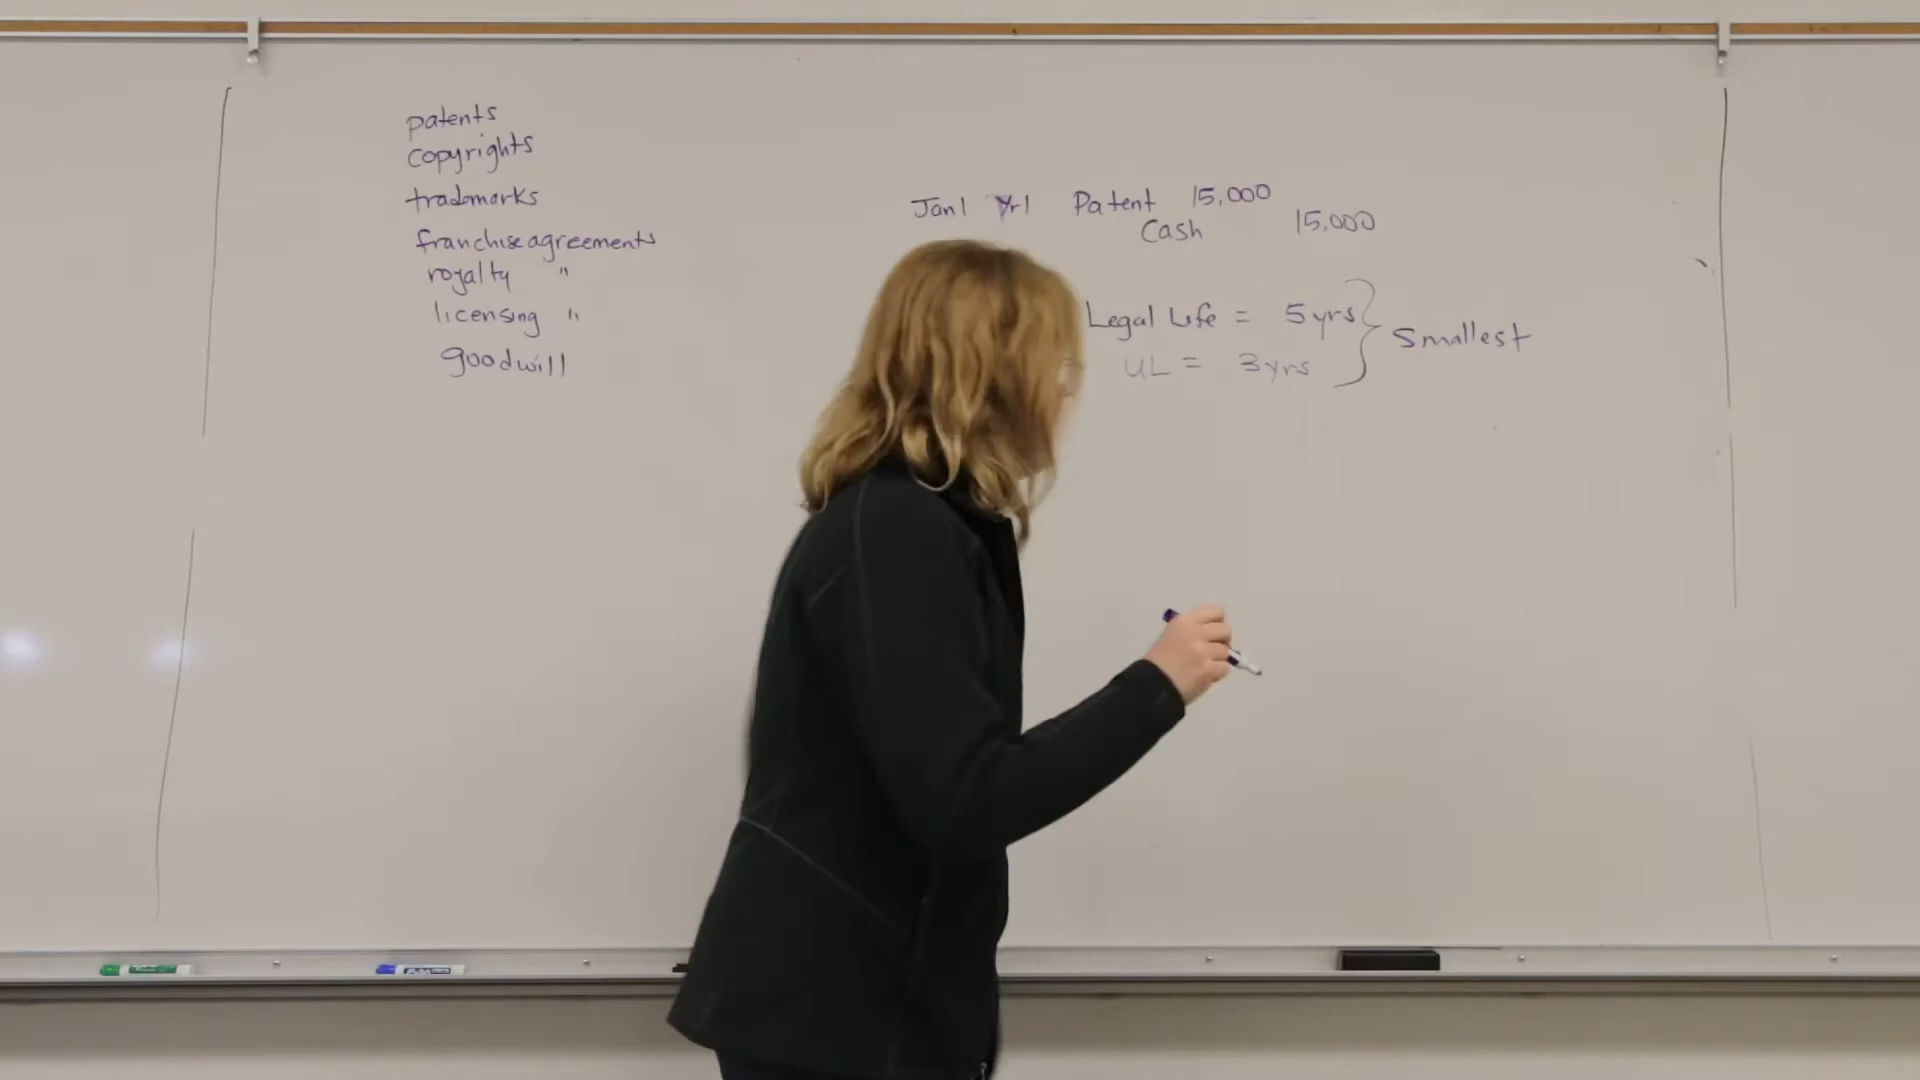 patents
copyrights
trademarks
franchise agreements
royalty "
licensing "
goodwill
Jan 1 Yr 1 Patent 15,000
Cash 15,000
Legal Life = 5 yrs
UL = 3 yrs
} Smallest